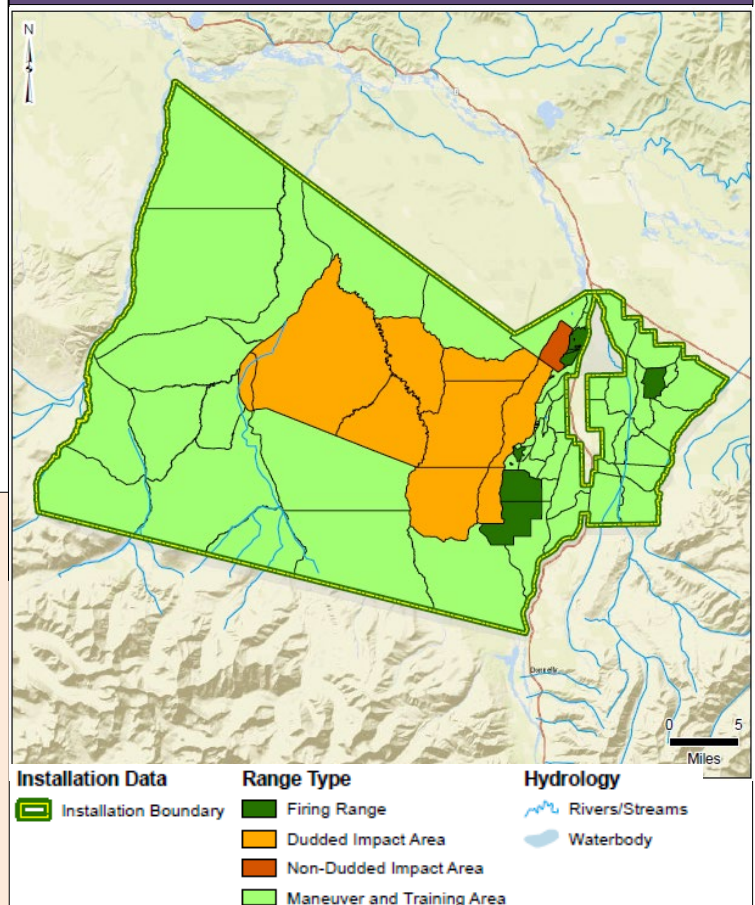 N
Donnelly
0 5
Miles
Installation Data
Installation Boundary
Range Type
Firing Range
Dudded Impact Area
Non-Dudded Impact Area
Maneuver and Training Area
Hydrology
Rivers/Streams
Waterbody